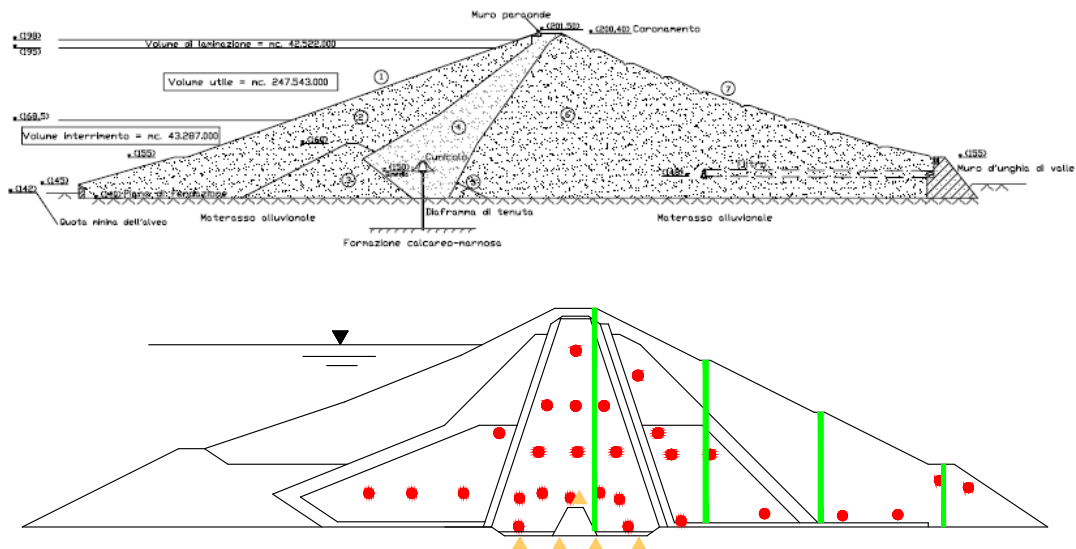 Muro paraonde
(198)
(201,50)
(200,40) Coronamento
(195)
Volume di laminazione = mc. 42.522.000
1
Volume utile = mc. 247.543.000
7
(168,5)
2
4
6
Volume interrimento = mc. 43.287.000
(160)
(155)
Cunicolo
(155)
(150)
Filtro
Muro d'unghia di valle
(142)
(145)
3
Piano di fondazione
Quota minima dell'alveo
Materasso alluvionale
Diaframma di tenuta
Materasso alluvionale
Formazione calcarea-marnosa